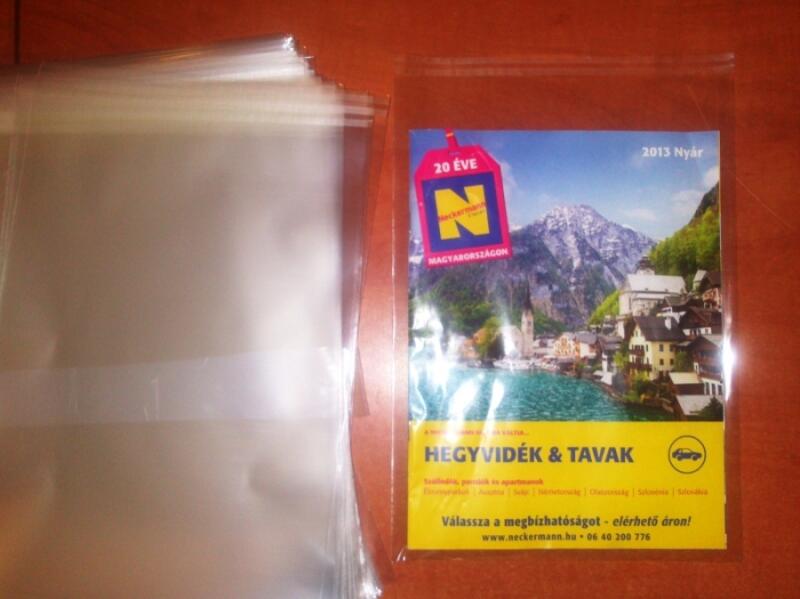 2013 Nyár
20 ÉVE
N
Neckermann
MAGYARORSZÁGON
HEGYVIDÉK & TAVAK
Szállodák, panziók és apartmanok
Ausztria | Svájc | Németország | Olaszország | Szlovénia | Szlovákia
Válassza a megbízhatóságot - elérhető áron!
www.neckermann.hu • 06 40 200 776